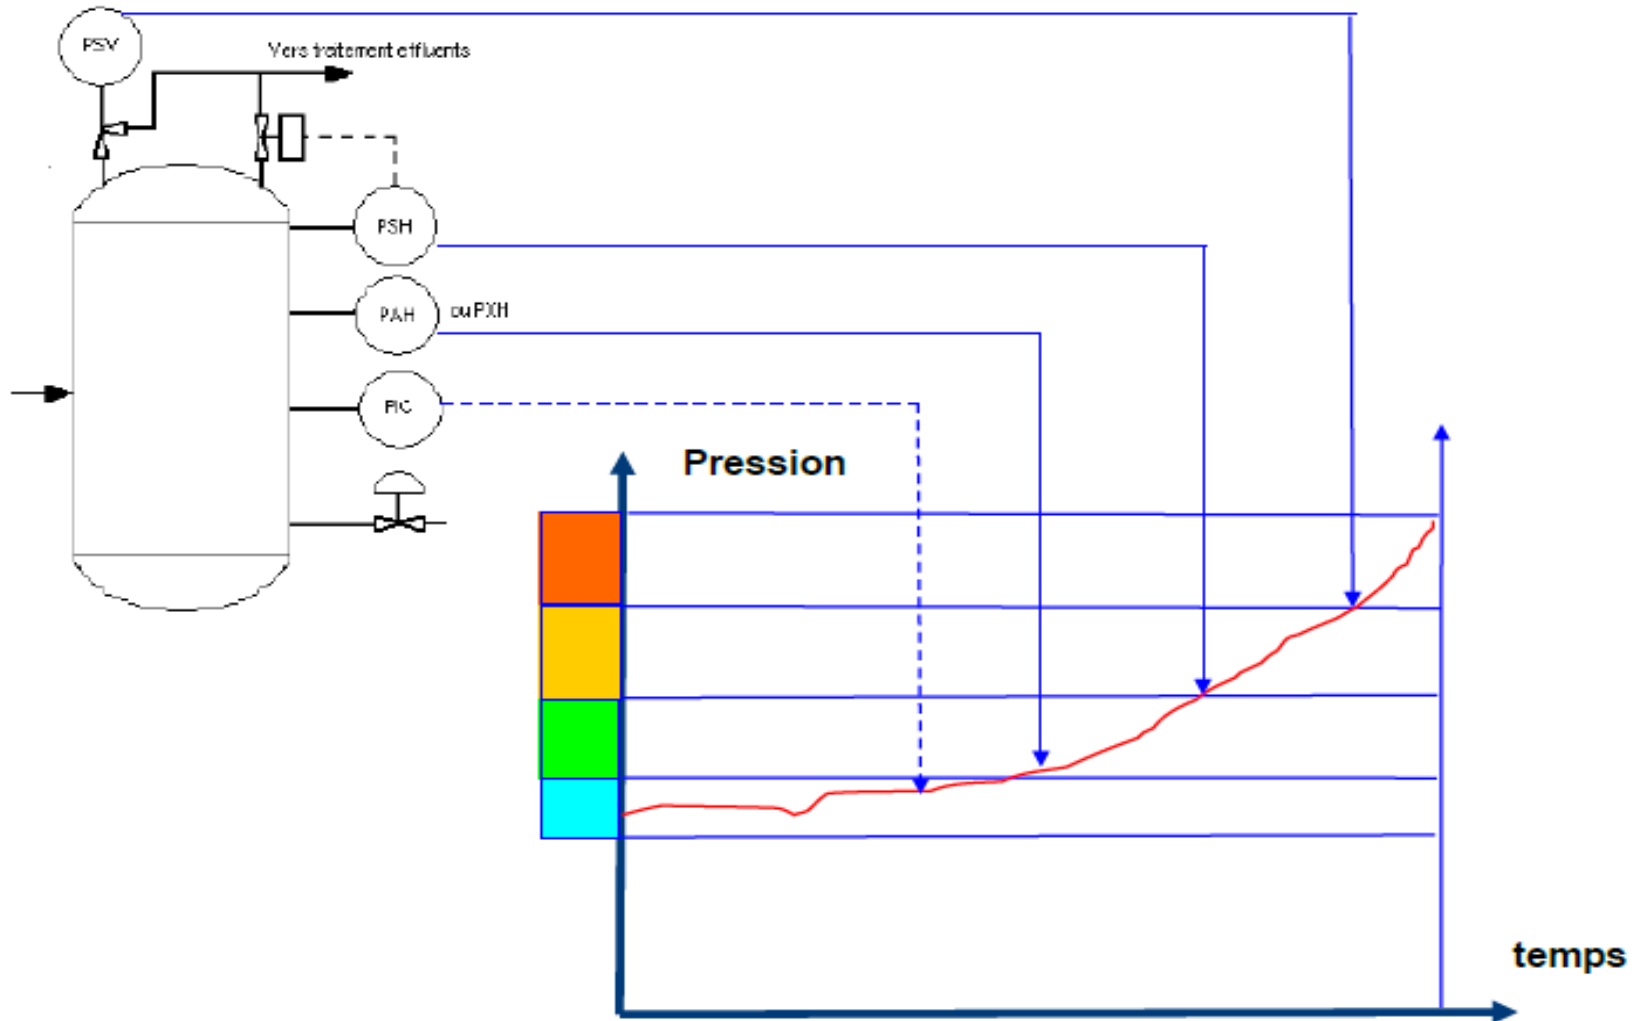 PSV
Vers traitement effluents
PSH
PAH
ou PXH
PIC
Pression
temps